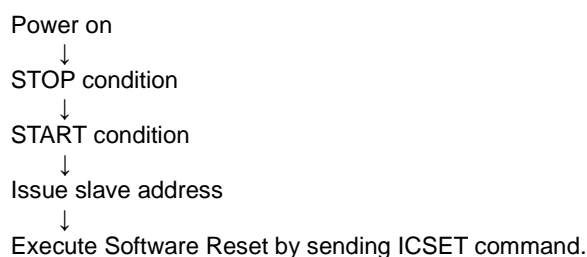 Power on
↓
STOP condition
↓
START condition
↓
Issue slave address
↓
Execute Software Reset by sending ICSET command.